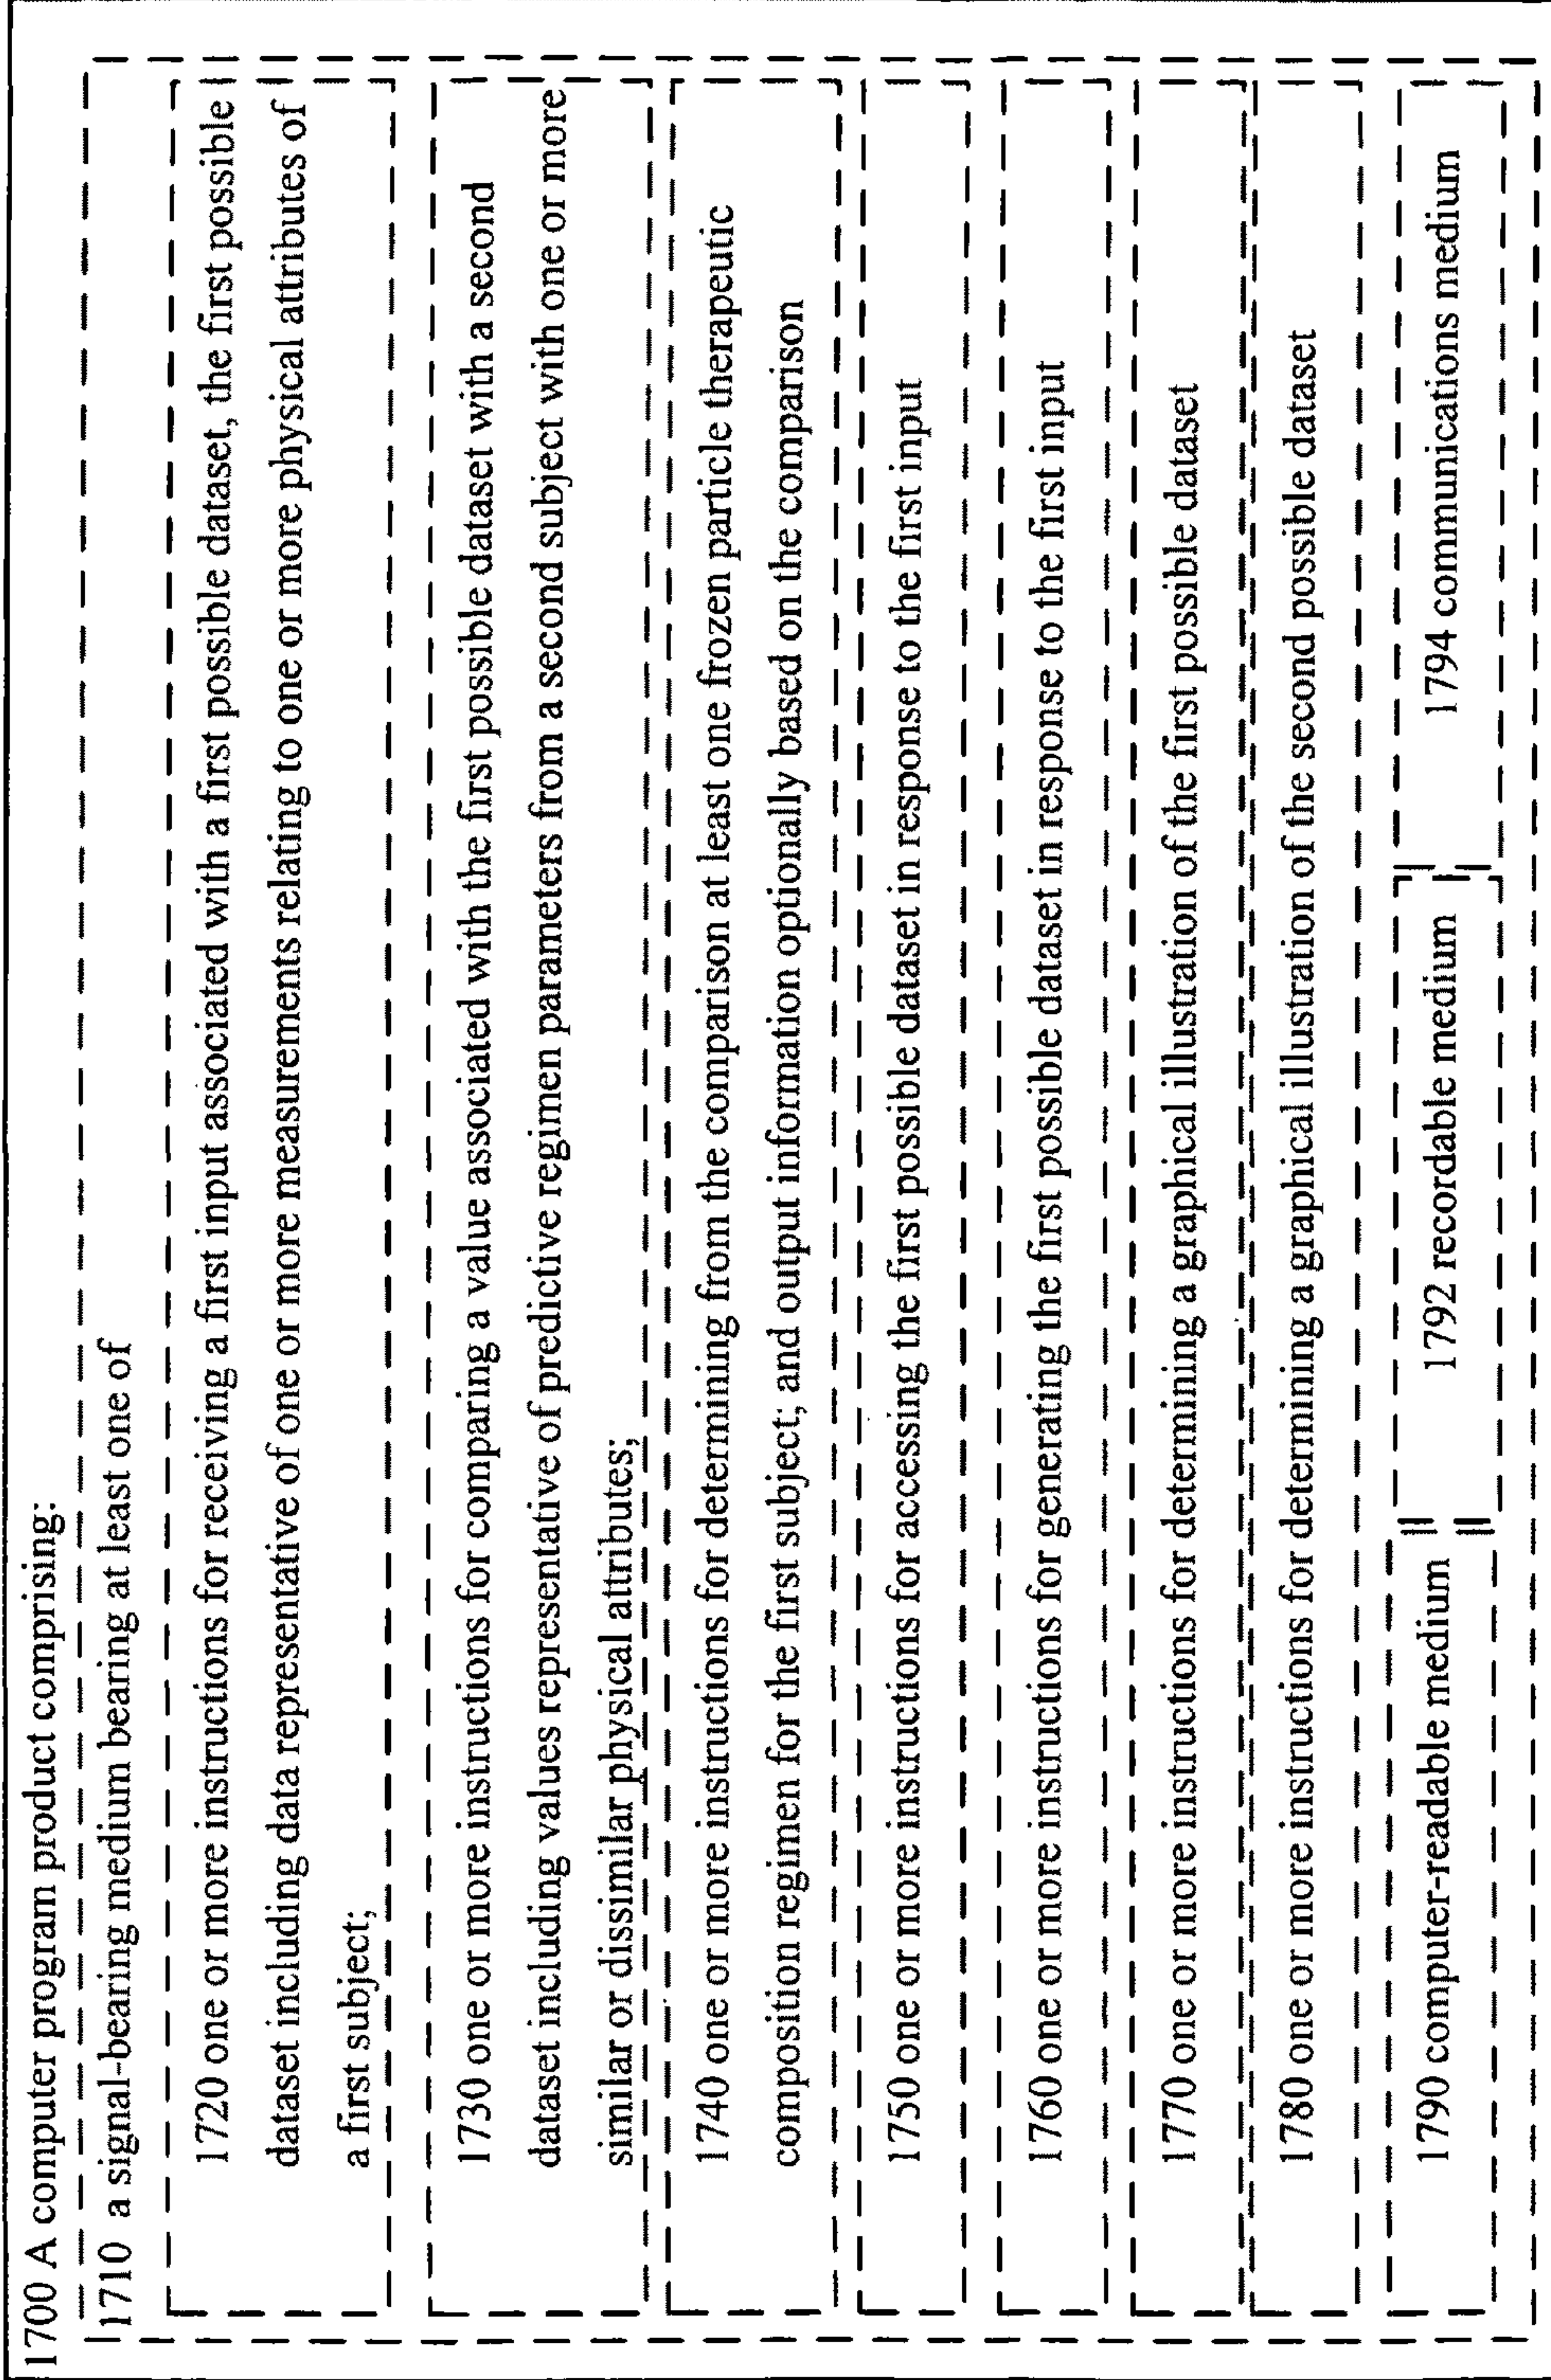 1700 A computer program product comprising:
1710 a signal-bearing medium bearing at least one of
1720 one or more instructions for receiving a first input associated with a first possible dataset, the first possible
dataset including data representative of one or more measurements relating to one or more physical attributes of
a first subject;
1730 one or more instructions for comparing a value associated with the first possible dataset with a second
dataset including values representative of predictive regimen parameters from a second subject with one or more
similar or dissimilar physical attributes;
1740 one or more instructions for determining from the comparison at least one frozen particle therapeutic
composition regimen for the first subject; and output information optionally based on the comparison
1750 one or more instructions for accessing the first possible dataset in response to the first input
1760 one or more instructions for generating the first possible dataset in response to the first input
1770 one or more instructions for determining a graphical illustration of the first possible dataset
1780 one or more instructions for determining a graphical illustration of the second possible dataset
1790 computer-readable medium
1792 recordable medium
1794 communications medium